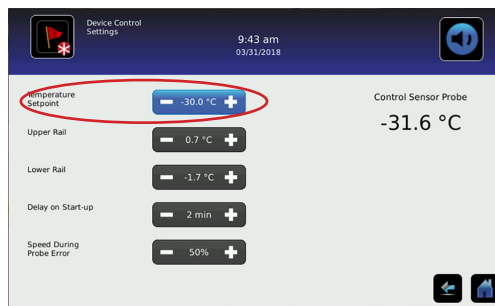 Device Control
Settings
9:43 am
03/31/2018
Temperature
Setpoint
-30.0 °C
Control Sensor Probe
-31.6 °C
Upper Rail
0.7 °C
Lower Rail
-1.7 °C
Delay on Start-up
2 min
Speed During
Probe Error
50%